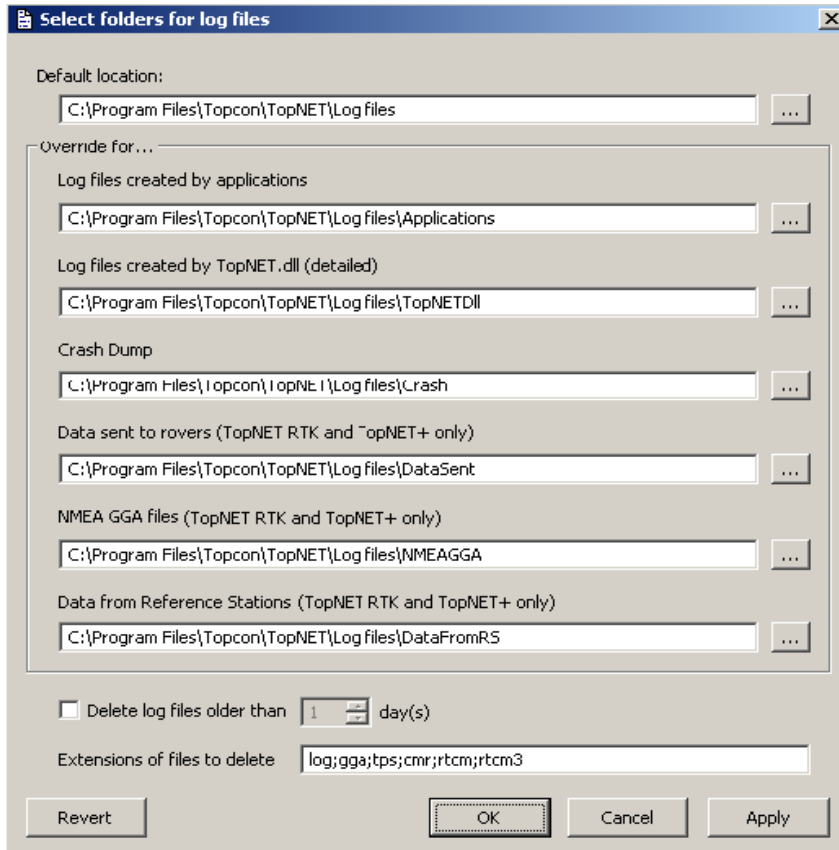 Select folders for log files
Default location:
C:\Program Files\Topcon\TopNET\Log files
...
Override for...
Log files created by applications
C:\Program Files\Topcon\TopNET\Log files\Applications
...
Log files created by TopNET.dll (detailed)
C:\Program Files\Topcon\TopNET\Log files\TopNETDll
...
Crash Dump
C:\Program Files\Topcon\TopNET\Log files\Crash
...
Data sent to rovers (TopNET RTK and TopNET+ only)
C:\Program Files\Topcon\TopNET\Log files\DataSent
...
NMEA GGA files (TopNET RTK and TopNET+ only)
C:\Program Files\Topcon\TopNET\Log files\NMEAGGA
...
Data from Reference Stations (TopNET RTK and TopNET+ only)
C:\Program Files\Topcon\TopNET\Log files\DataFromRS
...
Delete log files older than 1 day(s)
Extensions of files to delete log;gga;tps;cmr;rtcm;rtcm3
Revert OK Cancel Apply